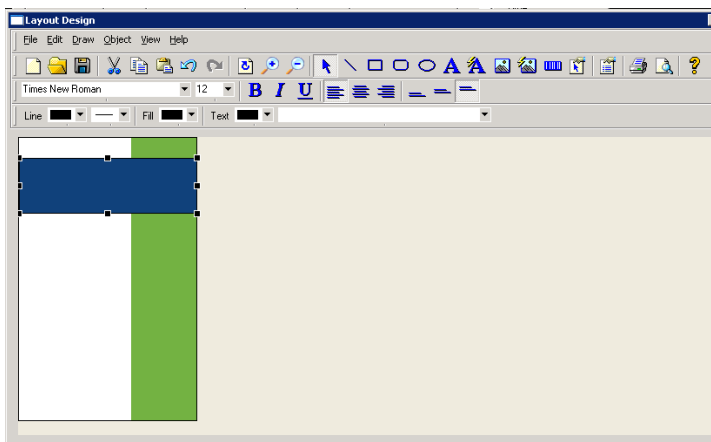 Layout Design
File Edit Draw Object View Help
Times New Roman 12 B I U
Line Fill Text